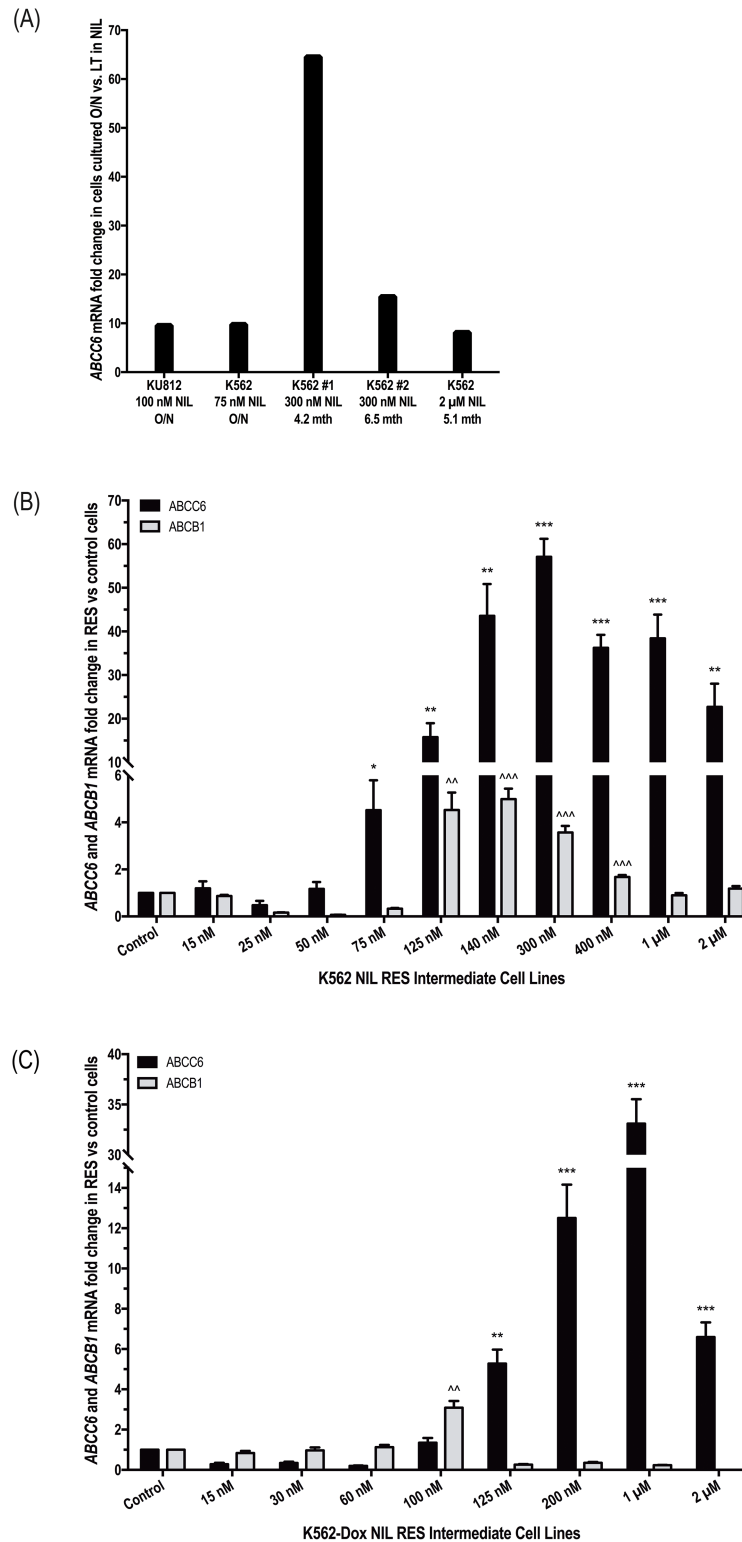 (A)
ABCC6 mRNA fold change in cells cultured O/N vs. LT in NIL
70
60
50
40
30
20
10
0
KU812
100 nM NIL
O/N
K562
75 nM NIL
O/N
K562 #1
300 nM NIL
4.2 mth
K562 #2
300 nM NIL
6.5 mth
K562
2 µM NIL
5.1 mth
(B)
ABCC6
ABCB1
ABCC6 and ABCB1 mRNA fold change in RES vs control cells
70
60
50
40
30
20
10
6
4
2
0
*
**
^^
**
^^^
***
^^^
***
^^^
***
**
Control
15 nM
25 nM
50 nM
75 nM
125 nM
140 nM
300 nM
400 nM
1 µM
2 µM
K562 NIL RES Intermediate Cell Lines
(C)
ABCC6
ABCB1
ABCC6 and ABCB1 mRNA fold change in RES vs control cells
40
35
30
14
12
10
8
6
4
2
0
^^
**
***
***
***
Control
15 nM
30 nM
60 nM
100 nM
125 nM
200 nM
1 µM
2 µM
K562-Dox NIL RES Intermediate Cell Lines